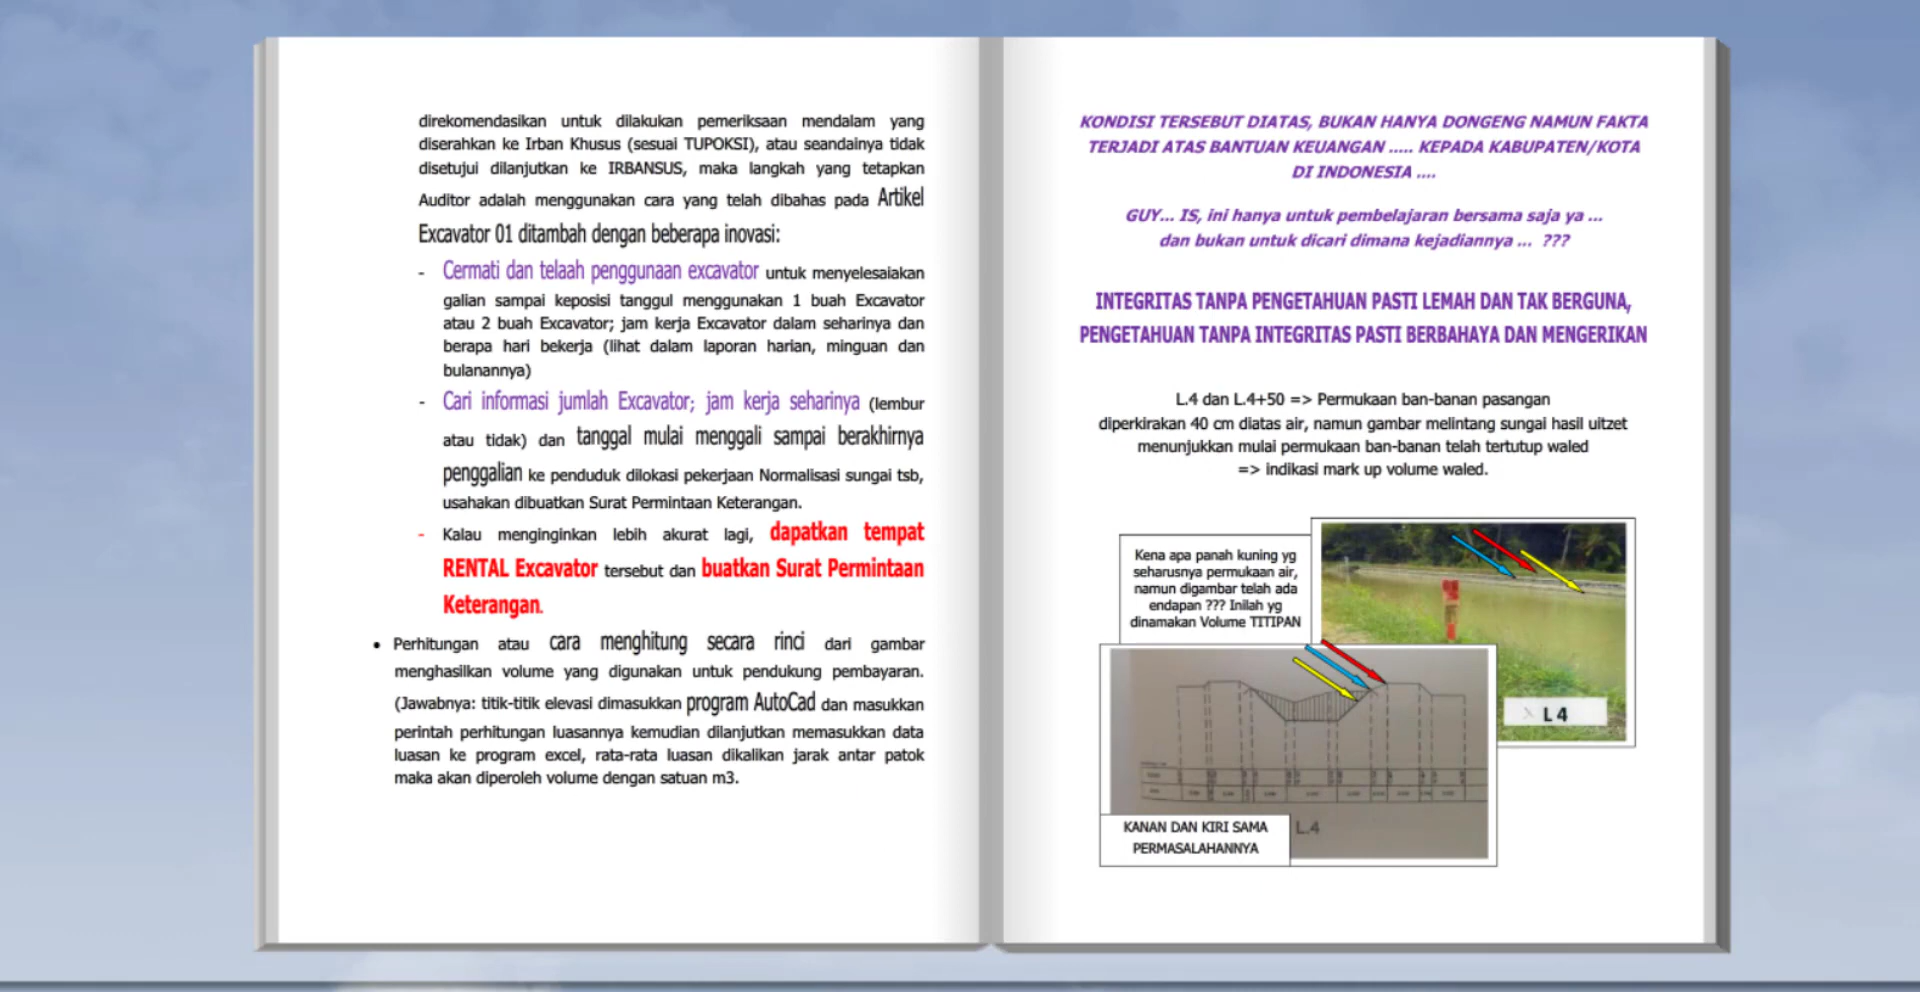 direkomendasikan untuk dilakukan pemeriksaan mendalam yang
diserahkan ke Irban Khusus (sesuai TUPOKSI), atau seandainya tidak
disetujui dilanjutkan ke IRBANSUS, maka langkah yang tetapkan
Auditor adalah menggunakan cara yang telah dibahas pada Artikel
Excavator 01 ditambah dengan beberapa inovasi:
- Cermati dan telaah penggunaan excavator untuk menyelesaiakan
galian sampai keposisi tanggul menggunakan 1 buah Excavator
atau 2 buah Excavator; jam kerja Excavator dalam seharinya dan
berapa hari bekerja (lihat dalam laporan harian, minguan dan
bulanannya)
- Cari informasi jumlah Excavator; jam kerja seharinya (lembur
atau tidak) dan tanggal mulai menggali sampai berakhirnya
penggalian ke penduduk dilokasi pekerjaan Normalisasi sungai tsb,
usahakan dibuatkan Surat Permintaan Keterangan.
- Kalau menginginkan lebih akurat lagi, dapatkan tempat
RENTAL Excavator tersebut dan buatkan Surat Permintaan
Keterangan.
• Perhitungan atau cara menghitung secara rinci dari gambar
menghasilkan volume yang digunakan untuk pendukung pembayaran.
(Jawabnya: titik-titik elevasi dimasukkan program AutoCad dan masukkan
perintah perhitungan luasannya kemudian dilanjutkan memasukkan data
luasan ke program excel, rata-rata luasan dikalikan jarak antar patok
maka akan diperoleh volume dengan satuan m3.
KONDISI TERSEBUT DIATAS, BUKAN HANYA DONGENG NAMUN FAKTA
TERJADI ATAS BANTUAN KEUANGAN ..... KEPADA KABUPATEN/KOTA
DI INDONESIA ....
GUY... IS, ini hanya untuk pembelajaran bersama saja ya ...
dan bukan untuk dicari dimana kejadiannya ... ???
INTEGRITAS TANPA PENGETAHUAN PASTI LEMAH DAN TAK BERGUNA,
PENGETAHUAN TANPA INTEGRITAS PASTI BERBAHAYA DAN MENGERIKAN
L.4 dan L.4+50 => Permukaan ban-banan pasangan
diperkirakan 40 cm diatas air, namun gambar melintang sungai hasil uitzet
menunjukkan mulai permukaan ban-banan telah tertutup waled
=> indikasi mark up volume waled.
Kena apa panah kuning yg
seharusnya permukaan air,
namun digambar telah ada
endapan ??? Inilah yg
dinamakan Volume TITIPAN
L 4
L.4
KANAN DAN KIRI SAMA
PERMASALAHANNYA